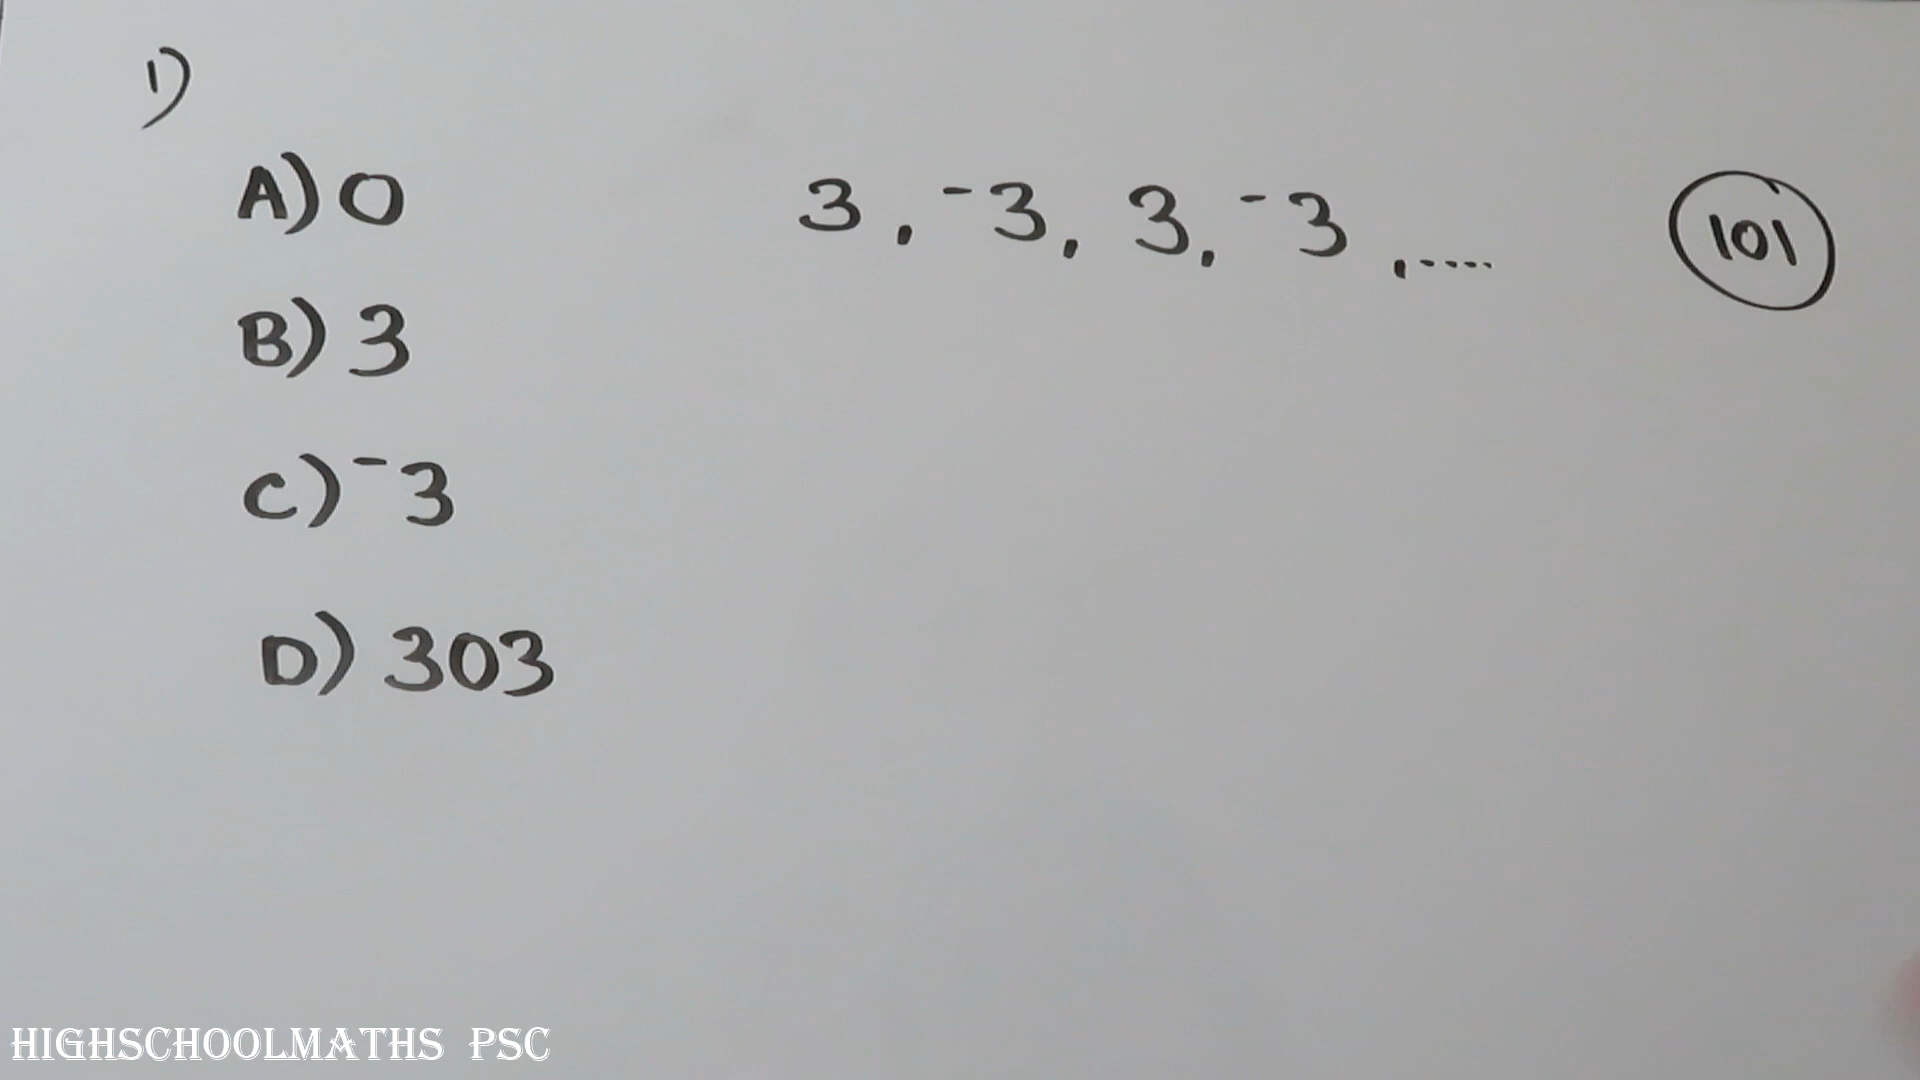 1)
A) 0
3, -3, 3, -3, .....
101
B) 3
C) -3
D) 303
HIGHSCHOOLMATHS PSC